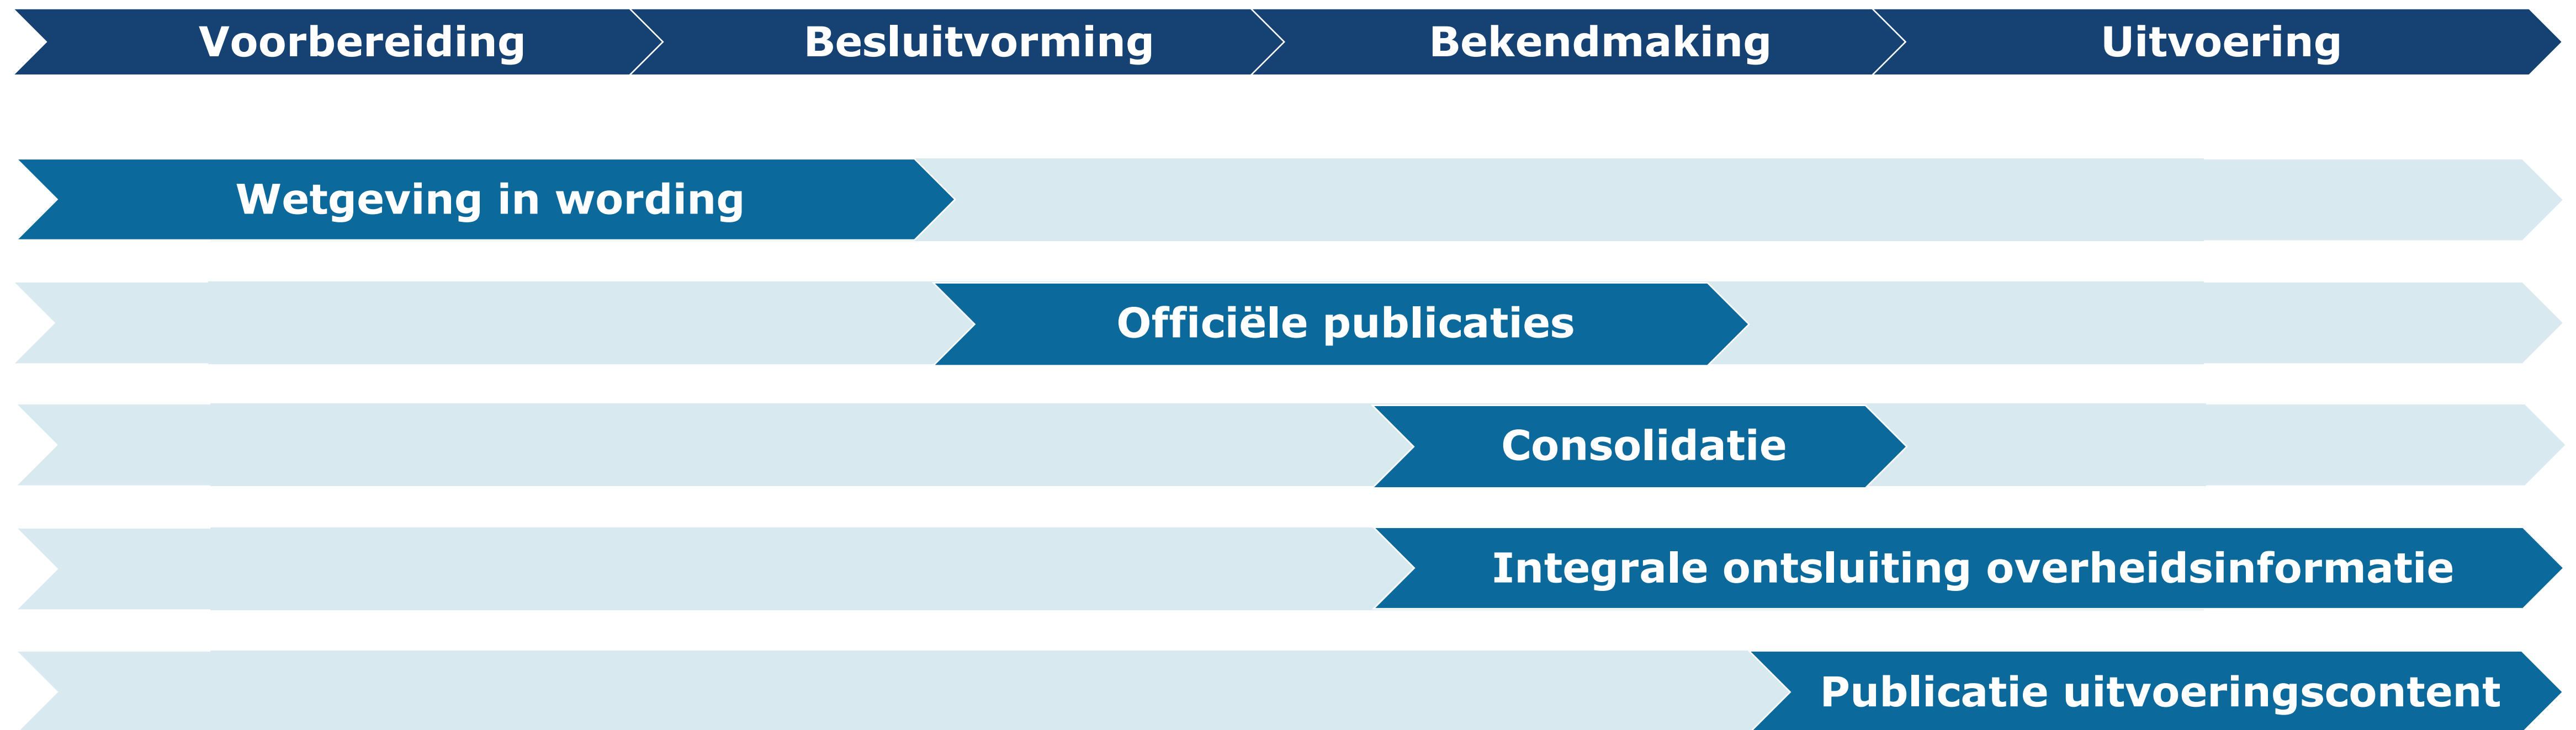 Voorbereiding Besluitvorming Bekendmaking Uitvoering
Wetgeving in wording
Officiële publicaties
Consolidatie
Integrale ontsluiting overheidsinformatie
Publicatie uitvoeringscontent